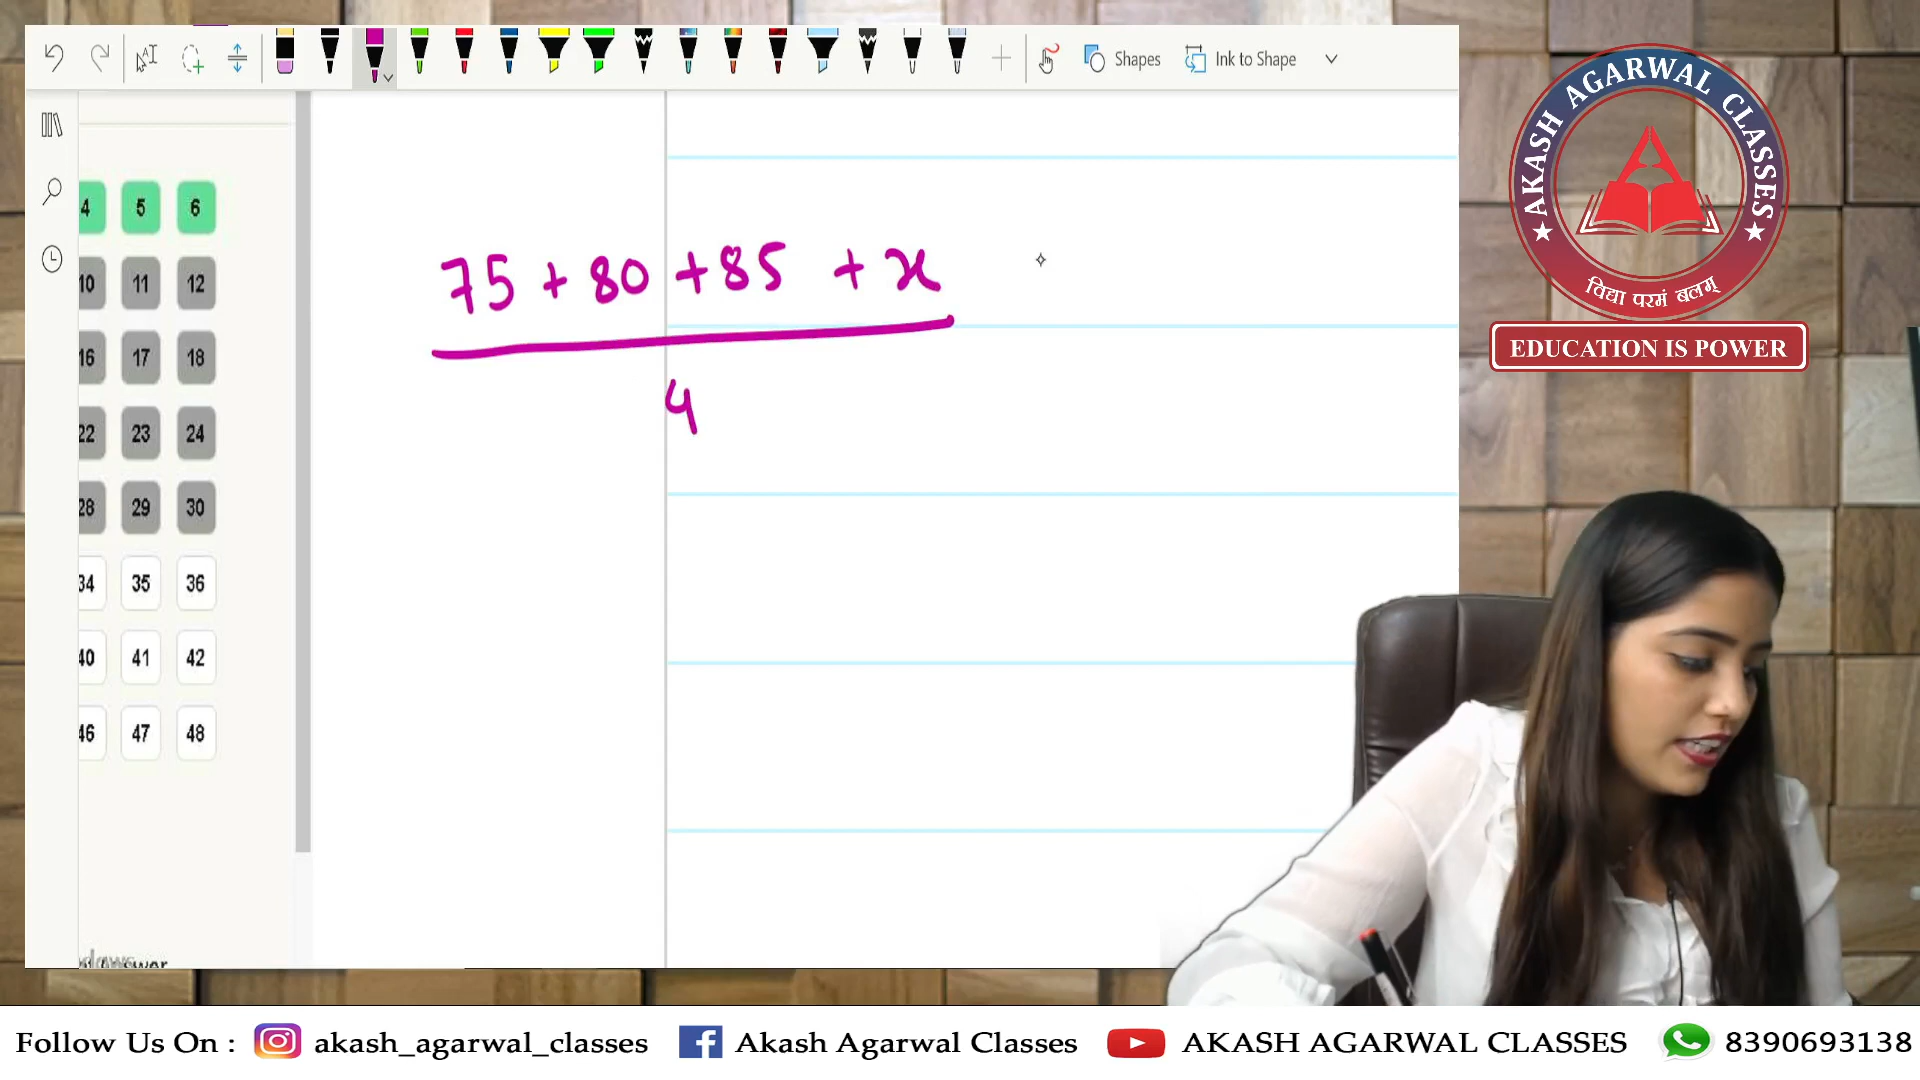 Shapes
Ink to Shape
4 5 6
10 11 12
16 17 18
22 23 24
28 29 30
34 35 36
40 41 42
46 47 48
75 + 80 + 85 + x
4
AKASH AGARWAL CLASSES
विद्या परमं बलम्
EDUCATION IS POWER
Follow Us On : akash_agarwal_classes Akash Agarwal Classes AKASH AGARWAL CLASSES 8390693138